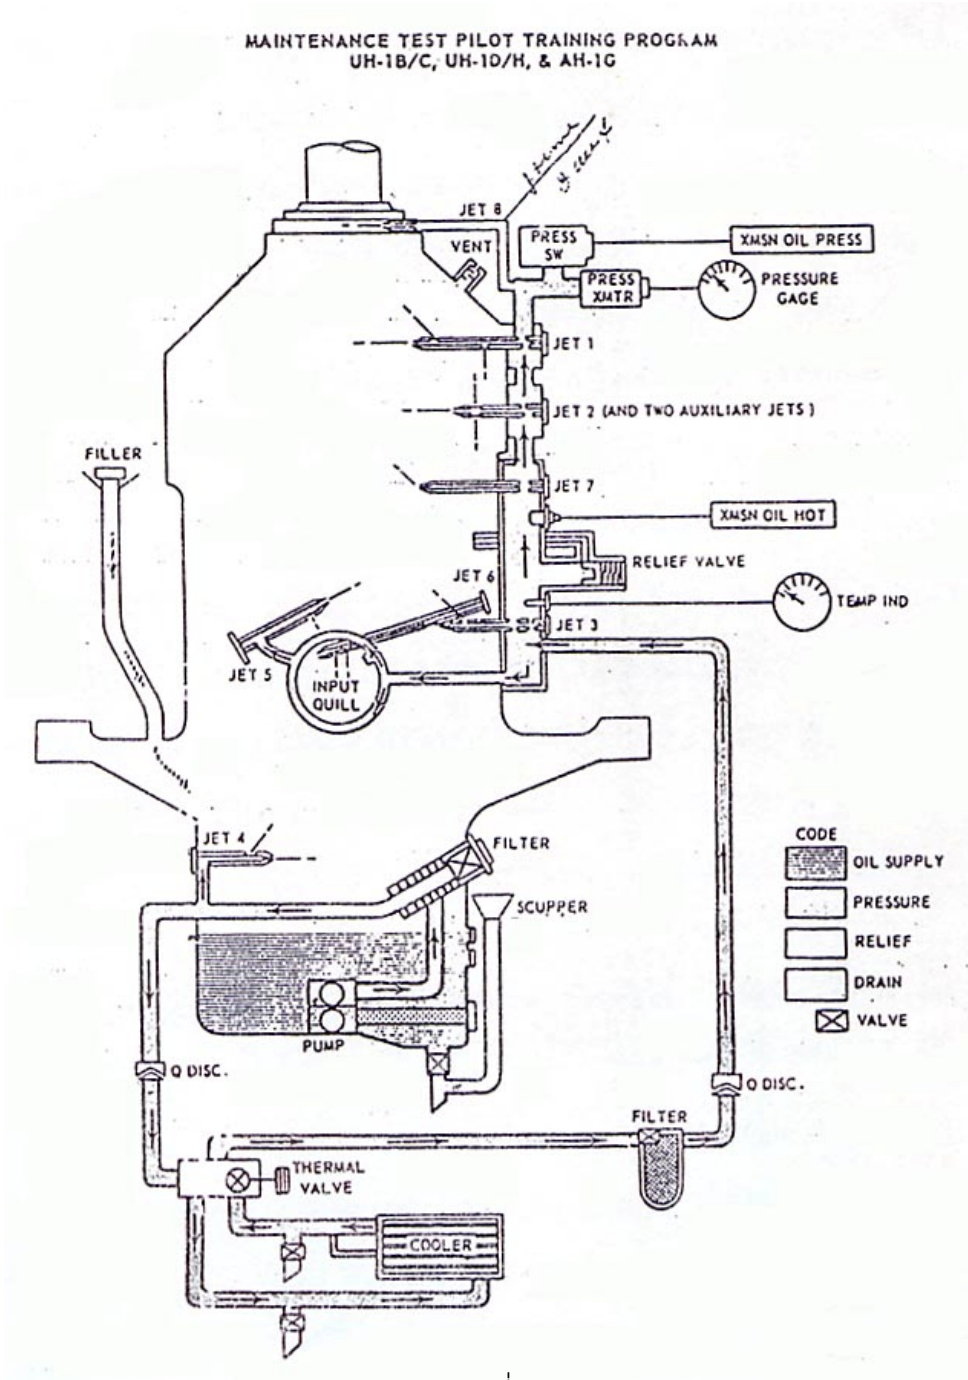 MAINTENANCE TEST PILOT TRAINING PROGRAM
UH-1B/C, UH-1D/H, & AH-1G
JET 8
VENT
PRESS
SW
XMSN OIL PRESS
PRESS
XMTR
PRESSURE
GAGE
JET 1
JET 2 (AND TWO AUXILIARY JETS)
FILLER
JET 7
XMSN OIL HOT
RELIEF VALVE
JET 6
TEMP IND
JET 3
JET 5
INPUT
QUILL
JET 4
FILTER
SCUPPER
CODE
OIL SUPPLY
PRESSURE
RELIEF
DRAIN
VALVE
PUMP
Q DISC.
Q DISC.
FILTER
THERMAL
VALVE
COOLER